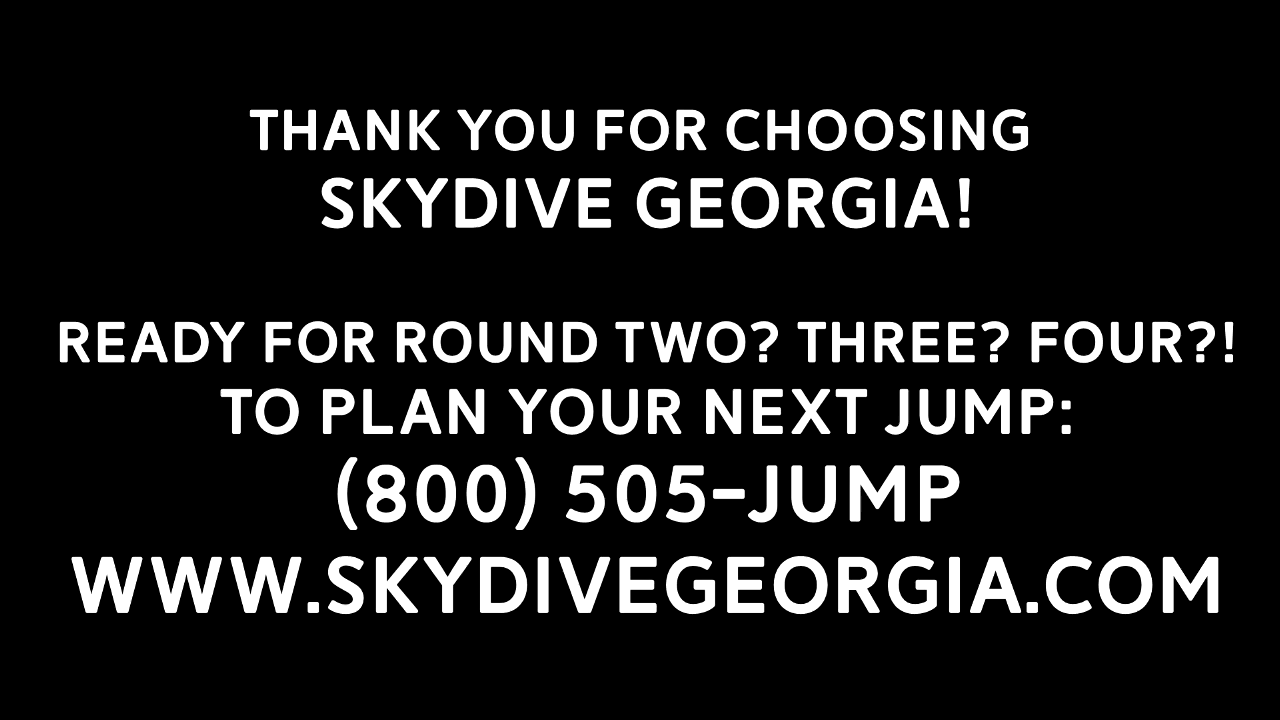 THANK YOU FOR CHOOSING
SKYDIVE GEORGIA!
READY FOR ROUND TWO? THREE? FOUR?!
TO PLAN YOUR NEXT JUMP:
(800) 505-JUMP
WWW.SKYDIVEGEORGIA.COM